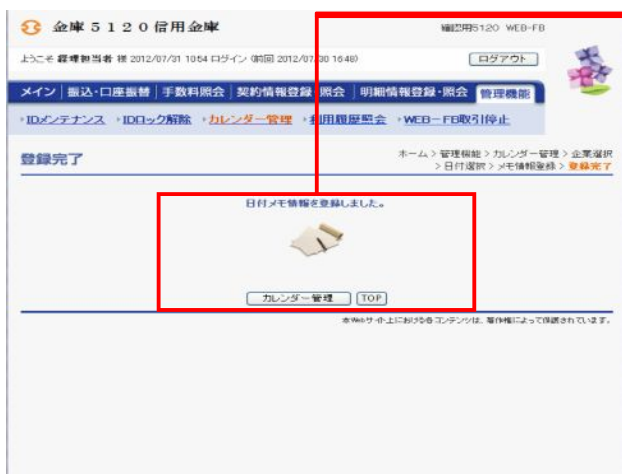 金庫5120信用金庫
確認用5120 WEB-FB
ようこそ 経理担当者 様 2012/07/31 1054 ログイン (前回 2012/07/30 1648)
ログアウト
メイン 振込・口座振替 手数料照会 契約情報登録・照会 明細情報登録・照会 管理機能
IDメンテナンス IDロック解除 カレンダー管理 利用履歴照会 WEB-FB取引停止
登録完了
ホーム > 管理機能 > カレンダー管理 > 企業選択
> 日付選択 > メモ情報登録 > 登録完了
日付メモ情報を登録しました。
カレンダー管理 TOP
本Webサイト上における各コンテンツは、著作権によって保護されています。